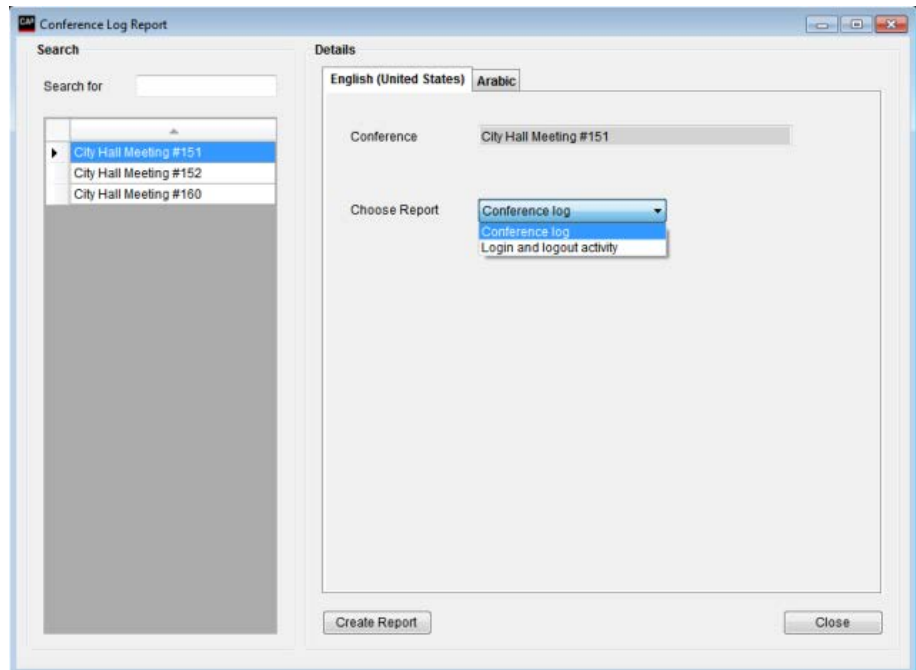 Conference Log Report
Search
Search for
City Hall Meeting #151
City Hall Meeting #152
City Hall Meeting #160
Details
English (United States) Arabic
Conference City Hall Meeting #151
Choose Report Conference log
Conference log
Login and logout activity
Create Report Close